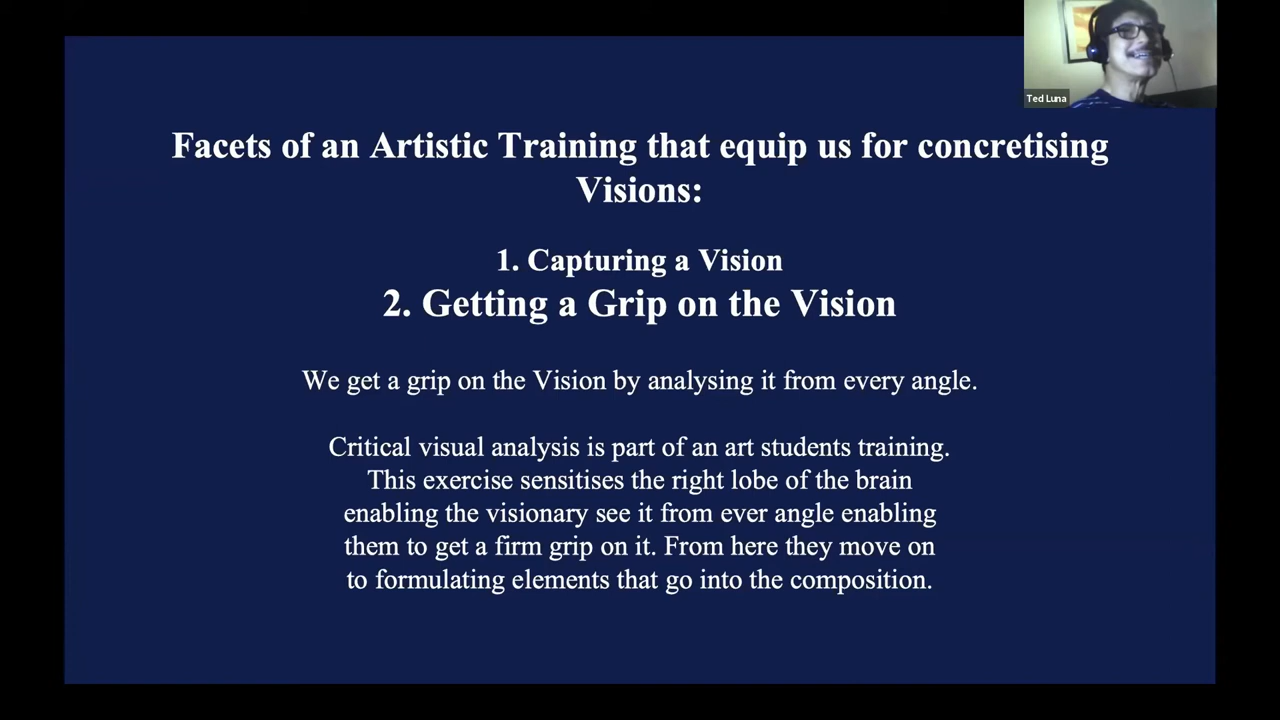 Ted Luna
Facets of an Artistic Training that equip us for concretising
Visions:
1. Capturing a Vision
2. Getting a Grip on the Vision
We get a grip on the Vision by analysing it from every angle.
Critical visual analysis is part of an art students training.
This exercise sensitises the right lobe of the brain
enabling the visionary see it from ever angle enabling
them to get a firm grip on it. From here they move on
to formulating elements that go into the composition.